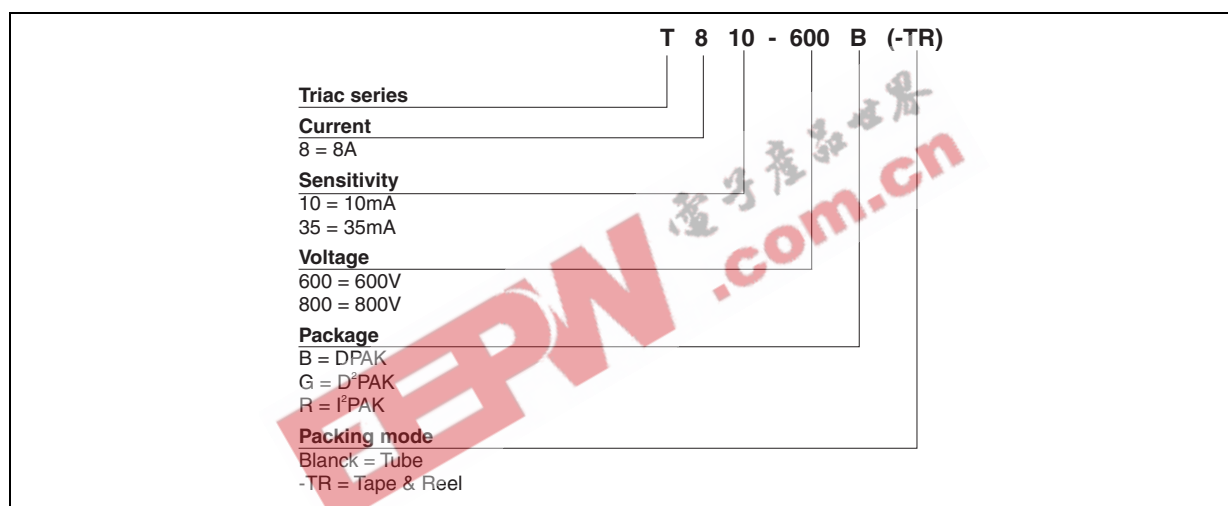 T 8 10 - 600 B (-TR)
Triac series
Current
8 = 8A
Sensitivity
10 = 10mA
35 = 35mA
Voltage
600 = 600V
800 = 800V
Package
B = DPAK
G = D²PAK
R = I²PAK
Packing mode
Blanck = Tube
-TR = Tape & Reel
EEPW
電子產品世界
.com.cn